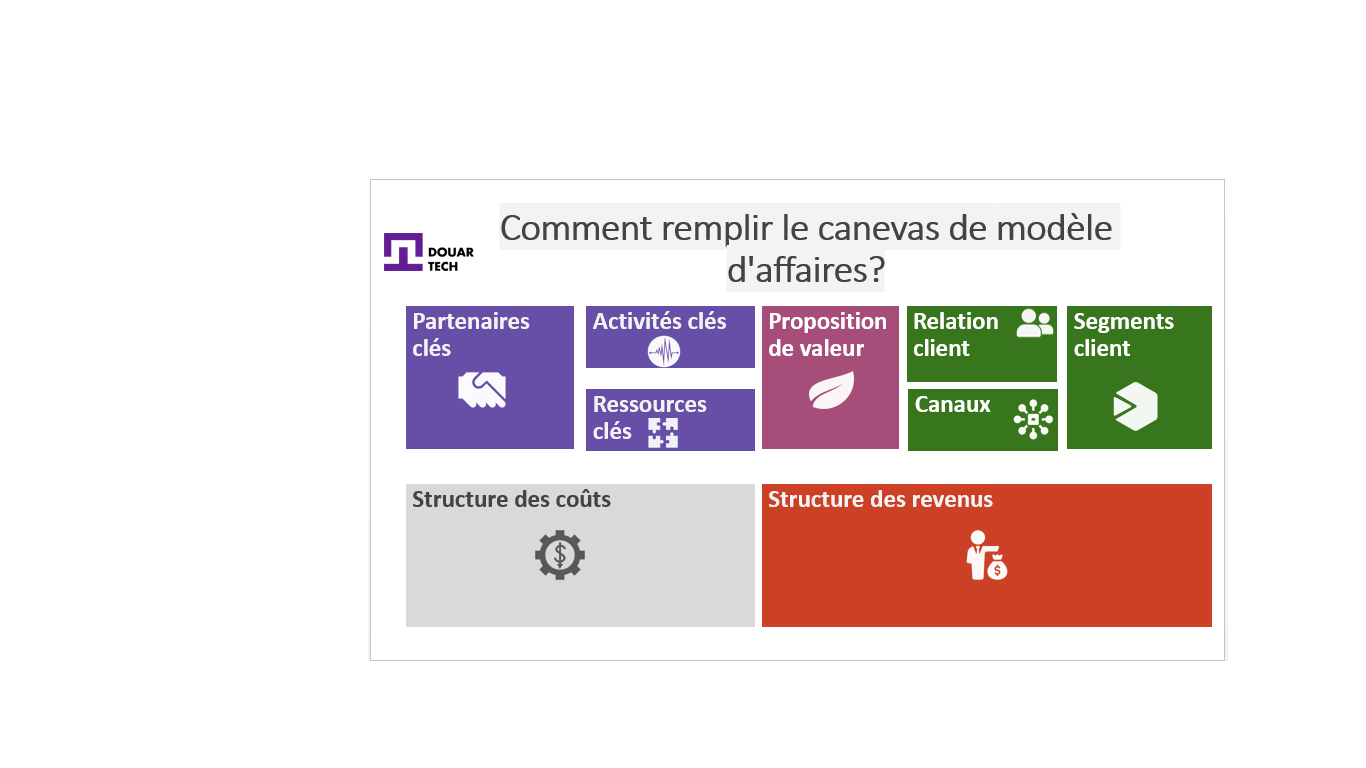 Comment remplir le canevas de modèle
d'affaires?
DOUAR
TECH
Partenaires
clés
Activités clés
Ressources
clés
Proposition
de valeur
Relation
client
Canaux
Segments
client
Structure des coûts
$
Structure des revenus
$